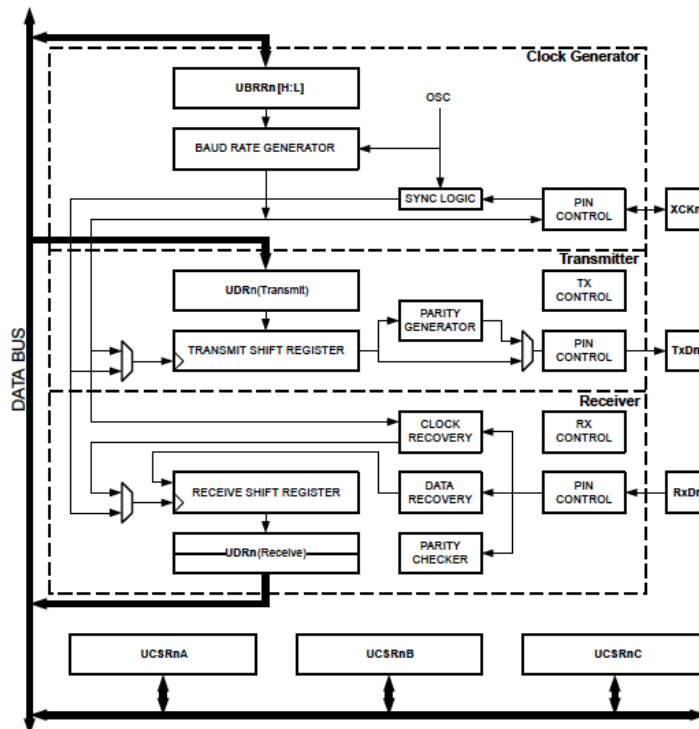 Clock Generator
UBRRn [H:L]
OSC
BAUD RATE GENERATOR
SYNC LOGIC
PIN
CONTROL
XCKn
Transmitter
UDRn(Transmit)
TX
CONTROL
PARITY
GENERATOR
TRANSMIT SHIFT REGISTER
PIN
CONTROL
TxDn
DATA BUS
Receiver
CLOCK
RECOVERY
RX
CONTROL
RECEIVE SHIFT REGISTER
DATA
RECOVERY
PIN
CONTROL
RxDn
UDRn(Receive)
PARITY
CHECKER
UCSRnA
UCSRnB
UCSRnC